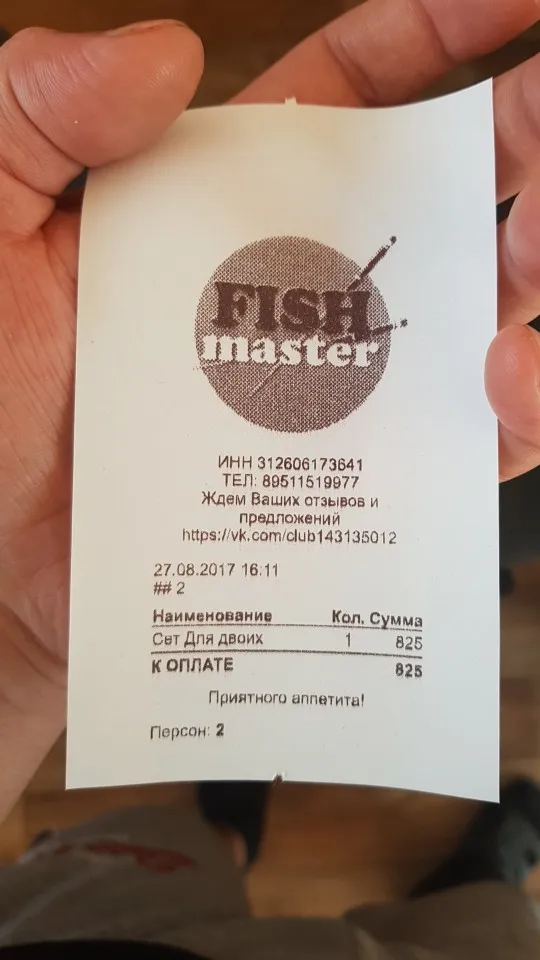 FISH
master
ИНН 312606173641
ТЕЛ: 89511519977
Ждем Ваших отзывов и
предложений
https://vk.com/club143135012
27.08.2017 16:11
## 2
Наименование Кол. Сумма
Сет Для двоих 1 825
К ОПЛАТЕ 825
Приятного аппетита!
Персон: 2